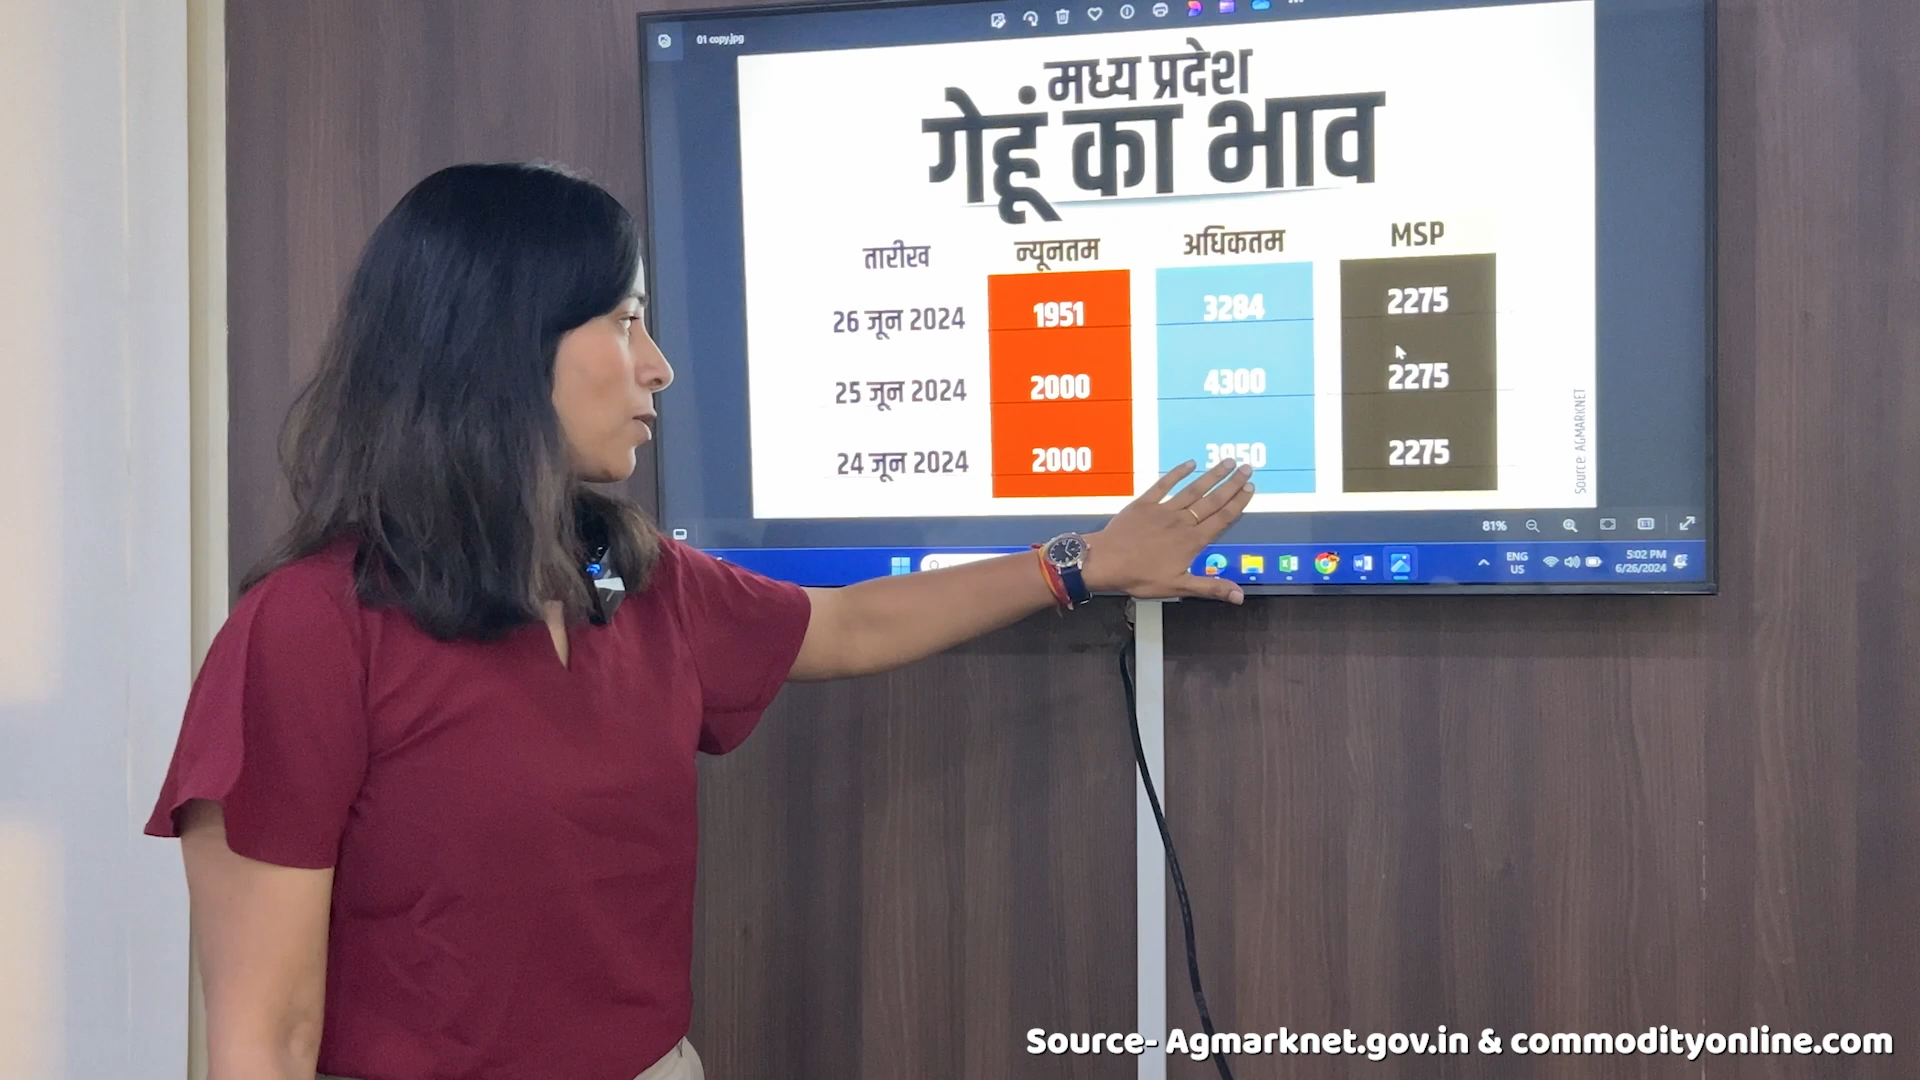 01 copy.jpg
मध्य प्रदेश
गेहूं का भाव
तारीख न्यूनतम अधिकतम MSP
26 जून 2024 1951 3284 2275
25 जून 2024 2000 4300 2275
24 जून 2024 2000 3950 2275
Source: AGMARKNET
81%
ENG
US
5:02 PM
6/26/2024
Source- Agmarknet.gov.in & commodityonline.com